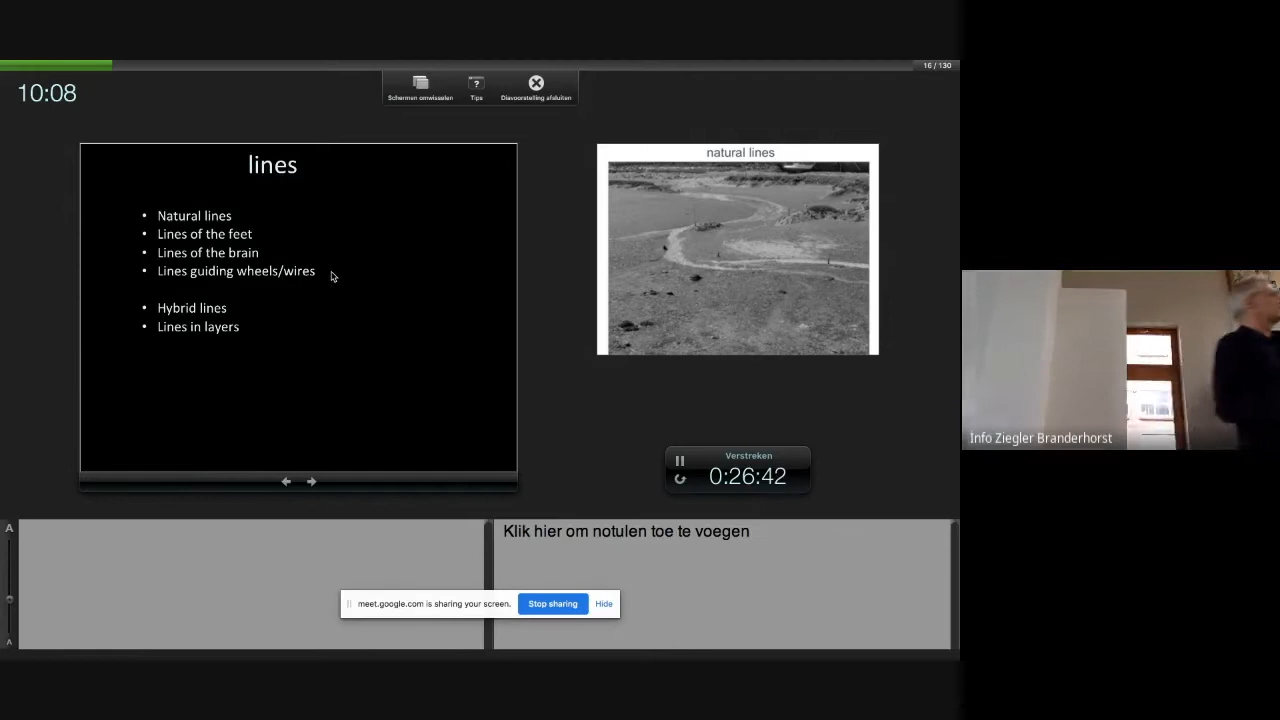 16 / 130
10:08
Schermen omwisselen
Tips
Diavoorstelling afsluiten
lines
• Natural lines
• Lines of the feet
• Lines of the brain
• Lines guiding wheels/wires
• Hybrid lines
• Lines in layers
natural lines
Verstreken
0:26:42
Info Ziegler Branderhorst
A
Klik hier om notulen toe te voegen
meet.google.com is sharing your screen.
Stop sharing
Hide
A